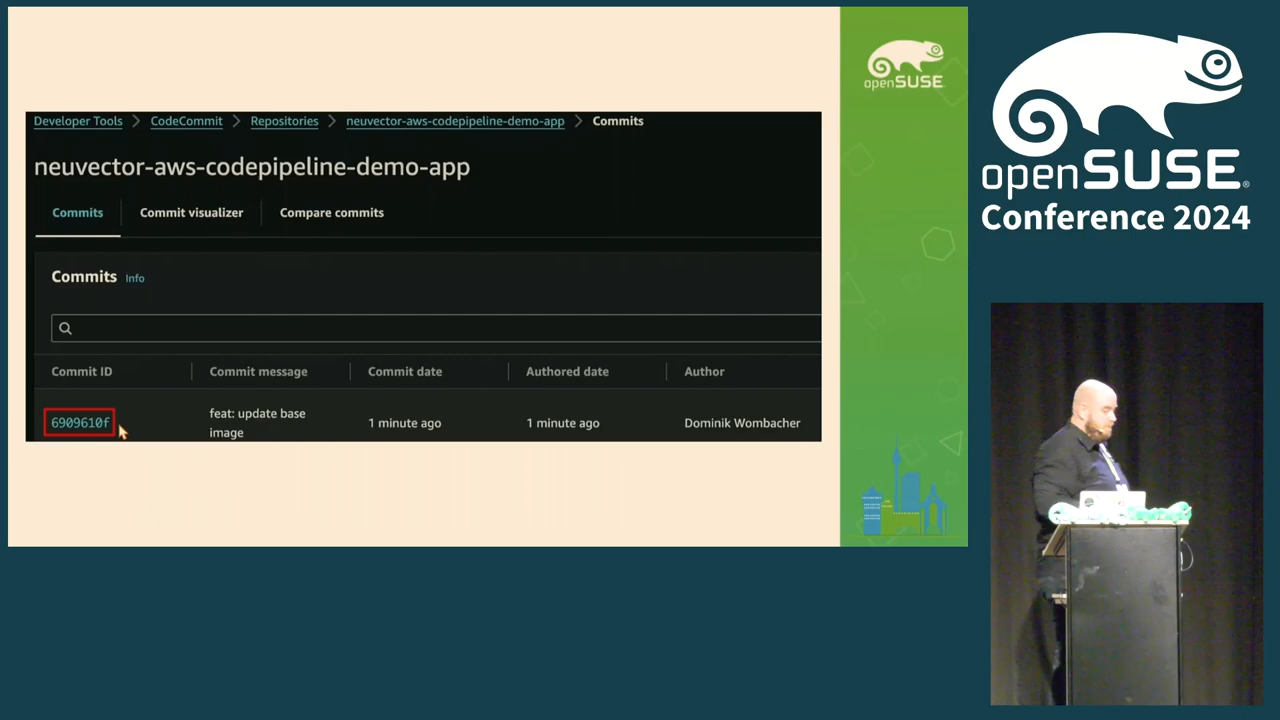 Developer Tools > CodeCommit > Repositories > neuvector-aws-codepipeline-demo-app > Commits
neuvector-aws-codepipeline-demo-app
Commits
Commit visualizer
Compare commits
Commits Info
Commit ID
Commit message
Commit date
Authored date
Author
6909610f
feat: update base
image
1 minute ago
1 minute ago
Dominik Wombacher
openSUSE
openSUSE®
Conference 2024